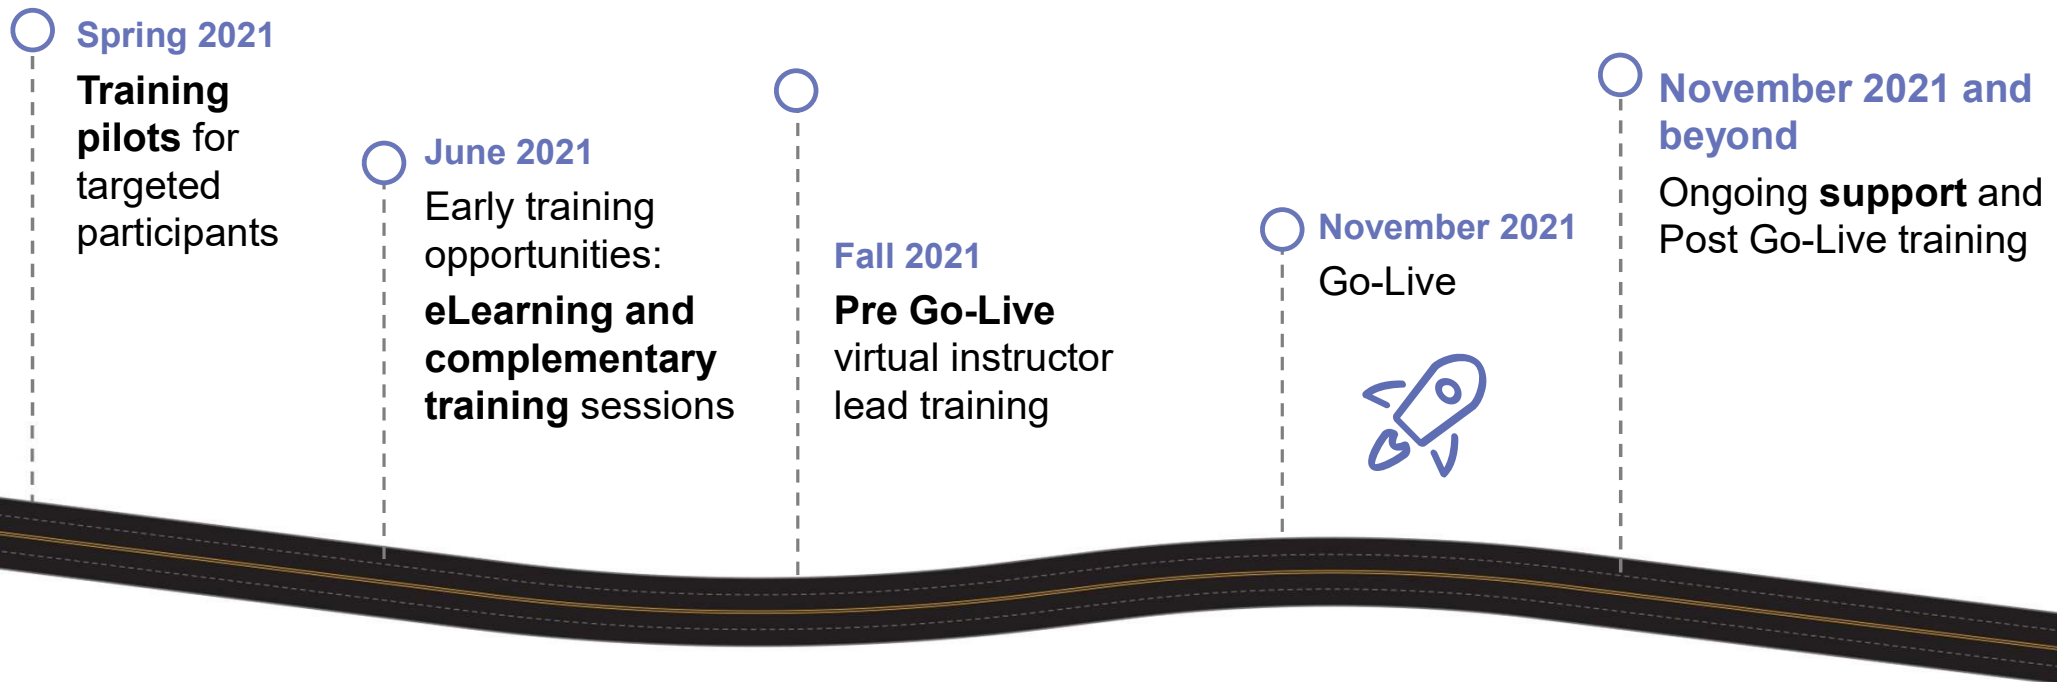 Spring 2021
Training
pilots for
targeted
participants
June 2021
Early training
opportunities:
eLearning and
complementary
training sessions
Fall 2021
Pre Go-Live
virtual instructor
lead training
November 2021
Go-Live
November 2021 and
beyond
Ongoing support and
Post Go-Live training